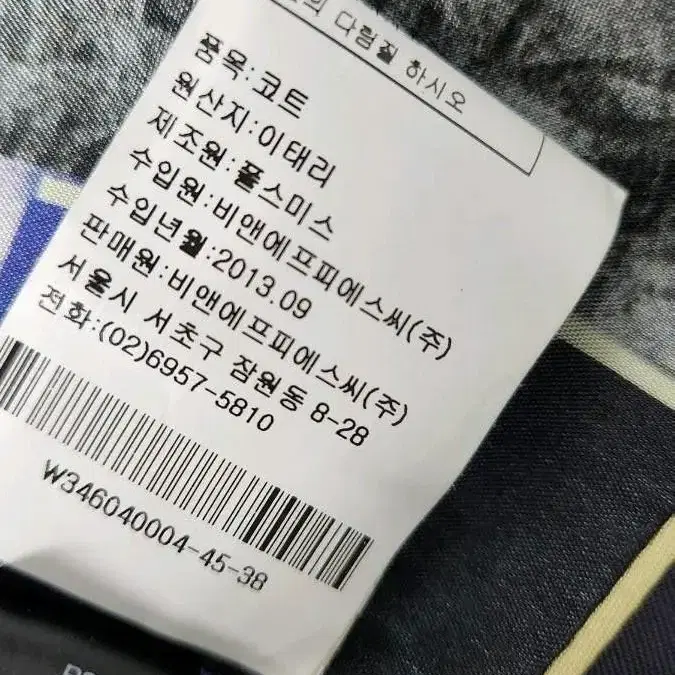 다림질 하시오
품목:코트
원산지:이태리
제조원:폴스미스
수입원:비앤에프피에스씨(주)
수입년월:2013.09
판매원:비앤에프피에스씨(주)
서울시 서초구 잠원동 8-28
전화:(02)6957-5810
W346040004-45-38